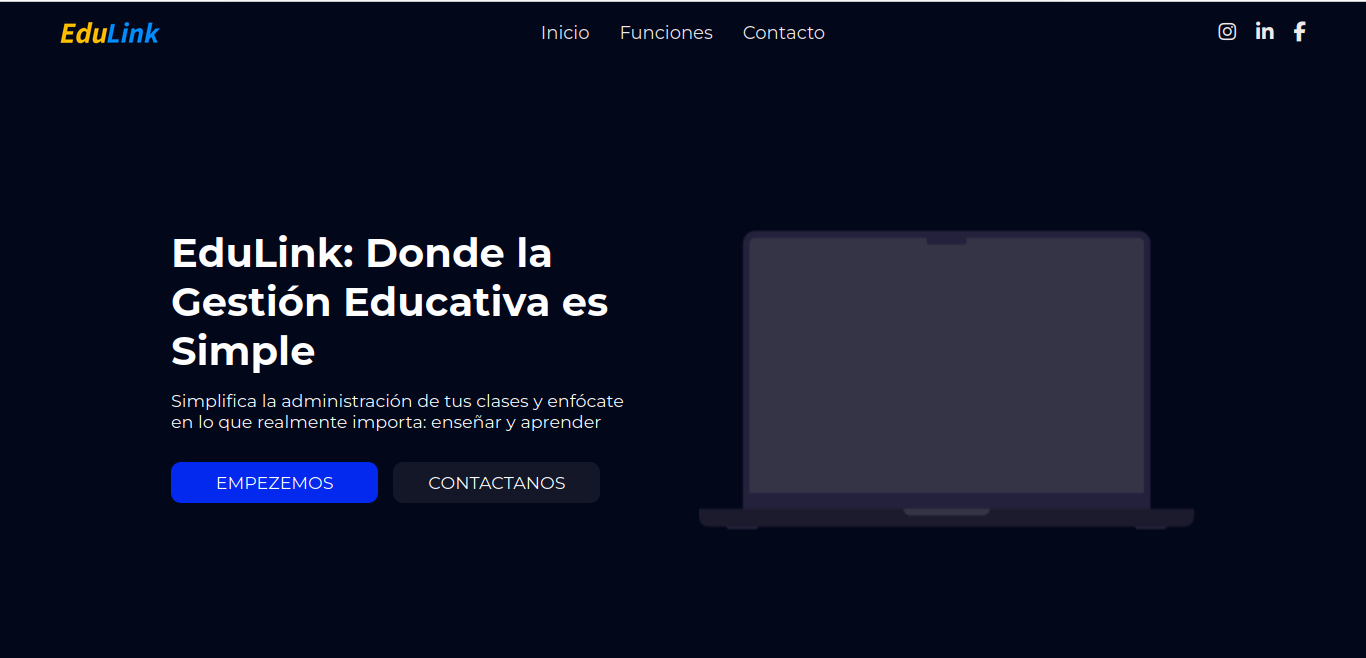 EduLink
Inicio Funciones Contacto
EduLink: Donde la
Gestión Educativa es
Simple
Simplifica la administración de tus clases y enfócate
en lo que realmente importa: enseñar y aprender
EMPEZEMOS CONTACTANOS